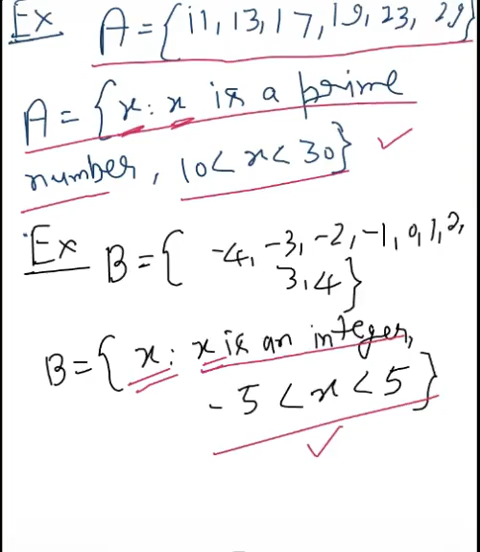 Ex A = {11, 13, 17, 19, 23, 29}
A = {x : x is a prime
number, 10 < x < 30} ✓
Ex B = { -4, -3, -2, -1, 0, 1, 2,
3, 4 }
B = {x : x is an integer,
-5 < x < 5}
✓